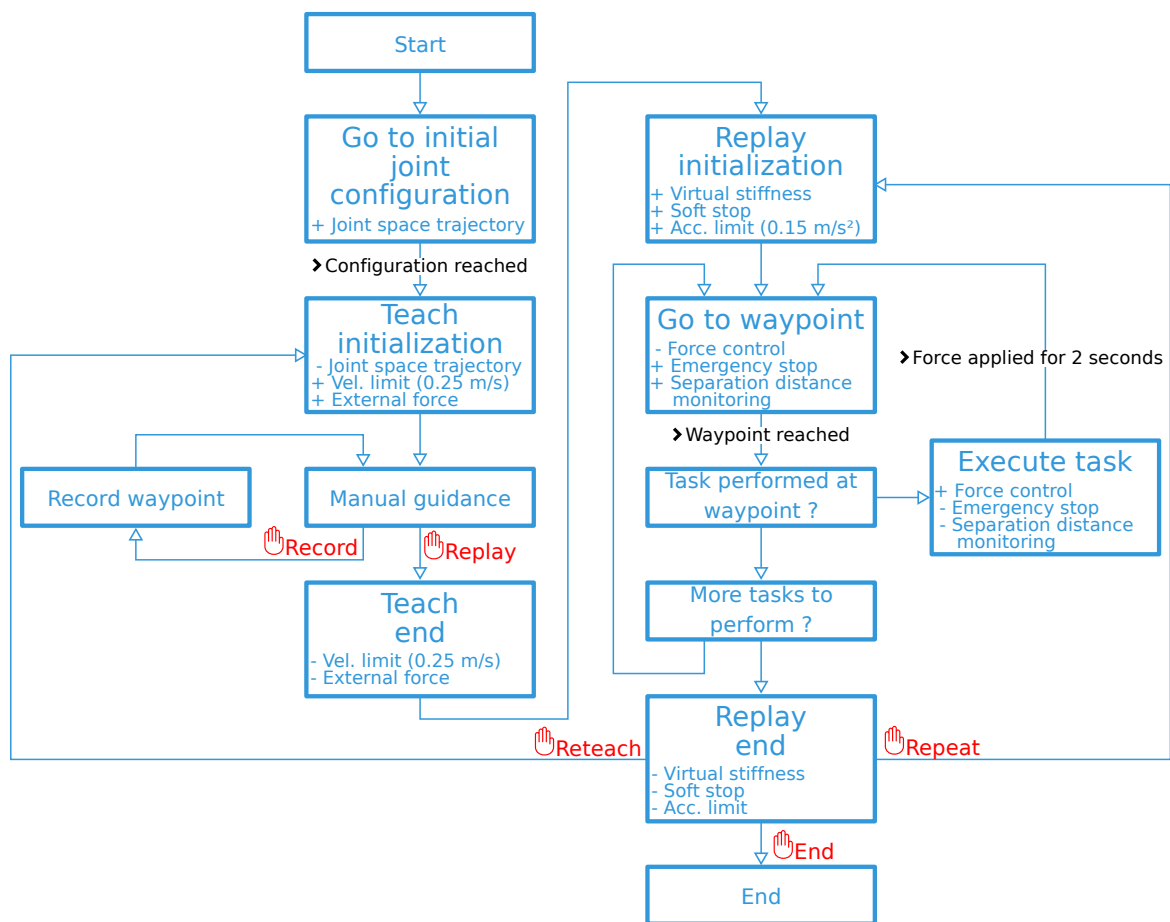 Start
Go to initial
joint
configuration
+ Joint space trajectory
Configuration reached
Teach
initialization
- Joint space trajectory
+ Vel. limit (0.25 m/s)
+ External force
Record waypoint
Manual guidance
Record
Replay
Teach
end
- Vel. limit (0.25 m/s)
- External force
Replay
initialization
+ Virtual stiffness
+ Soft stop
+ Acc. limit (0.15 m/s²)
Go to waypoint
- Force control
+ Emergency stop
+ Separation distance
monitoring
Force applied for 2 seconds
Waypoint reached
Task performed at
waypoint ?
Execute task
+ Force control
- Emergency stop
- Separation distance
monitoring
More tasks to
perform ?
Replay
end
- Virtual stiffness
- Soft stop
- Acc. limit
Reteach
Repeat
End
End